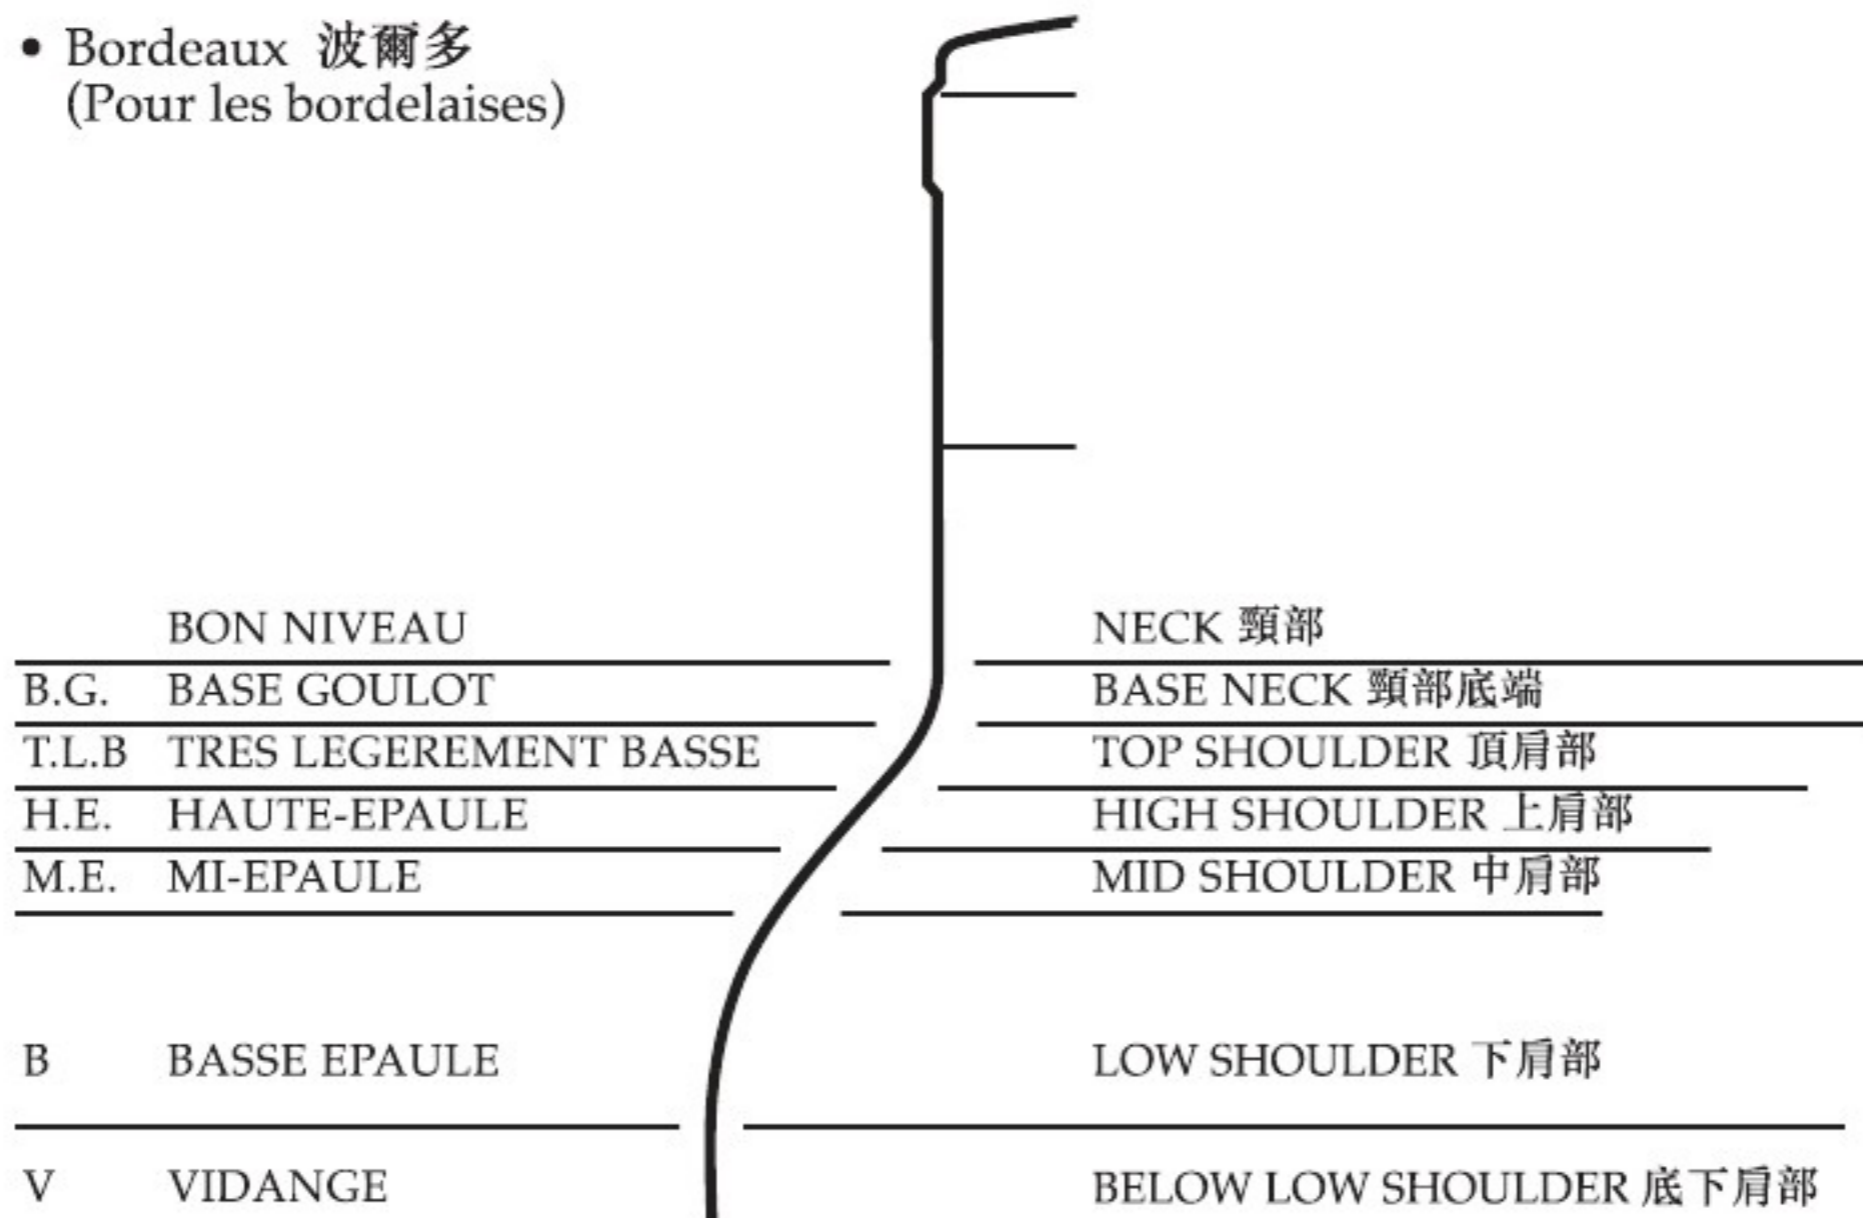 • Bordeaux 波爾多
(Pour les bordelaises)
BON NIVEAU NECK 頸部
B.G. BASE GOULOT BASE NECK 頸部底端
T.L.B TRES LEGEREMENT BASSE TOP SHOULDER 頂肩部
H.E. HAUTE-EPAULE HIGH SHOULDER 上肩部
M.E. MI-EPAULE MID SHOULDER 中肩部
B BASSE EPAULE LOW SHOULDER 下肩部
V VIDANGE BELOW LOW SHOULDER 底下肩部